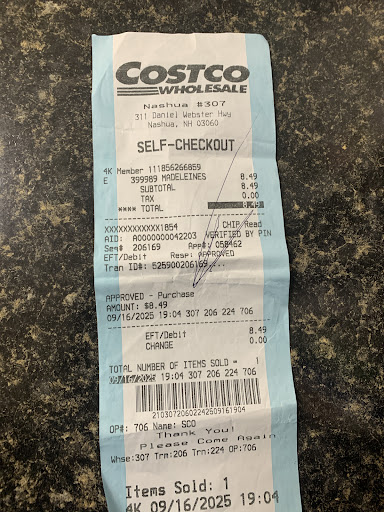 COSTCO
WHOLESALE
Nashua #307
311 Daniel Webster Hwy
Nashua, NH 03060
SELF-CHECKOUT
4K Member 111856266859
E 399989 MADELEINES 8.49
SUBTOTAL 8.49
TAX 0.00
**** TOTAL 8.49
XXXXXXXXXXXX1854 CHIP Read
AID: A0000000042203 VERIFIED BY PIN
Seq# 206169 App#: 058462
EFT/Debit Resp: APPROVED
Tran ID#: 525900206169....
APPROVED - Purchase
AMOUNT: $8.49
09/16/2025 19:04 307 206 224 706
EFT/Debit 8.49
CHANGE 0.00
TOTAL NUMBER OF ITEMS SOLD = 1
09/16/2025 19:04 307 206 224 706
21030720602242509161904
OP#: 706 Name: SCO
Thank You!
Please Come Again
Whse:307 Trm:206 Trn:224 OP:706
Items Sold: 1
4K 09/16/2025 19:04